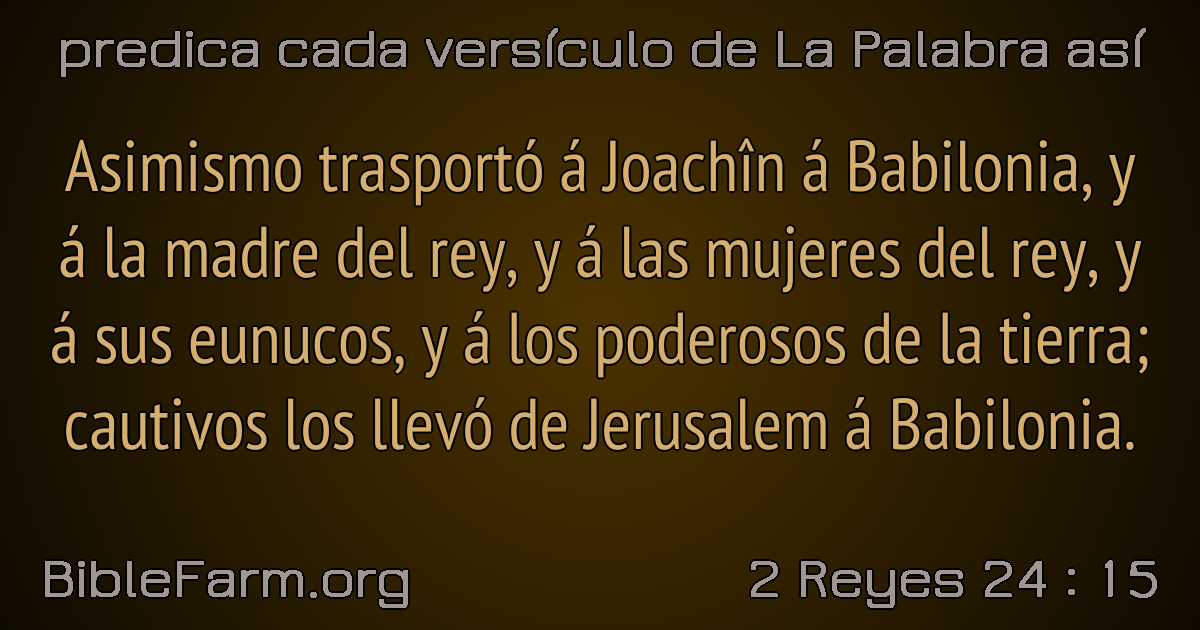 predica cada versículo de La Palabra así
Asimismo trasportó á Joachîn á Babilonia, y
á la madre del rey, y á las mujeres del rey, y
á sus eunucos, y á los poderosos de la tierra;
cautivos los llevó de Jerusalem á Babilonia.
BibleFarm.org
2 Reyes 24 : 15